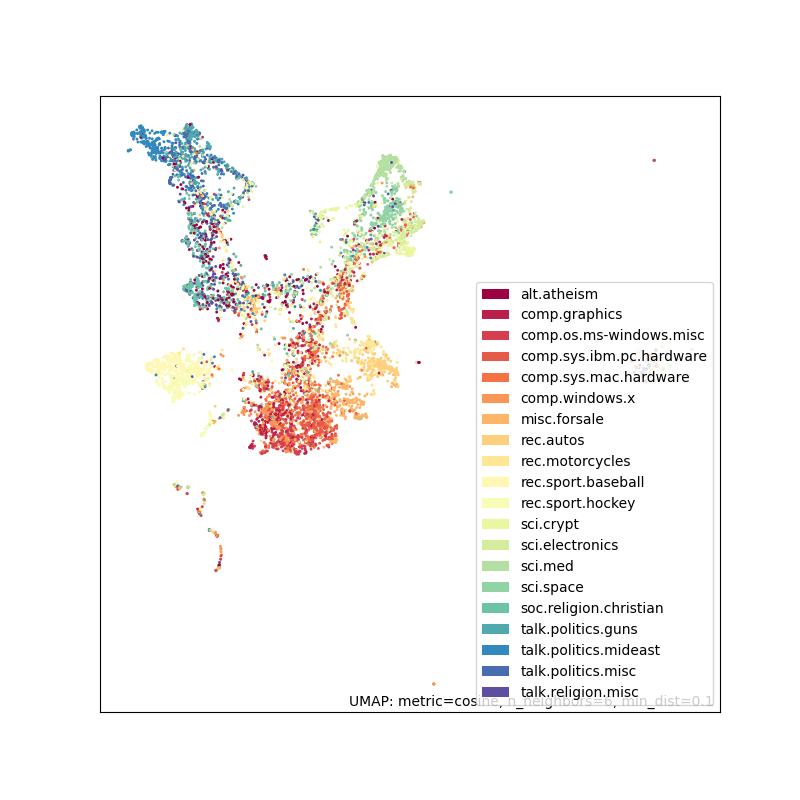 alt.atheism
comp.graphics
comp.os.ms-windows.misc
comp.sys.ibm.pc.hardware
comp.sys.mac.hardware
comp.windows.x
misc.forsale
rec.autos
rec.motorcycles
rec.sport.baseball
rec.sport.hockey
sci.crypt
sci.electronics
sci.med
sci.space
soc.religion.christian
talk.politics.guns
talk.politics.mideast
talk.politics.misc
talk.religion.misc
UMAP: metric=cosine, n_neighbors=6, min_dist=0.1